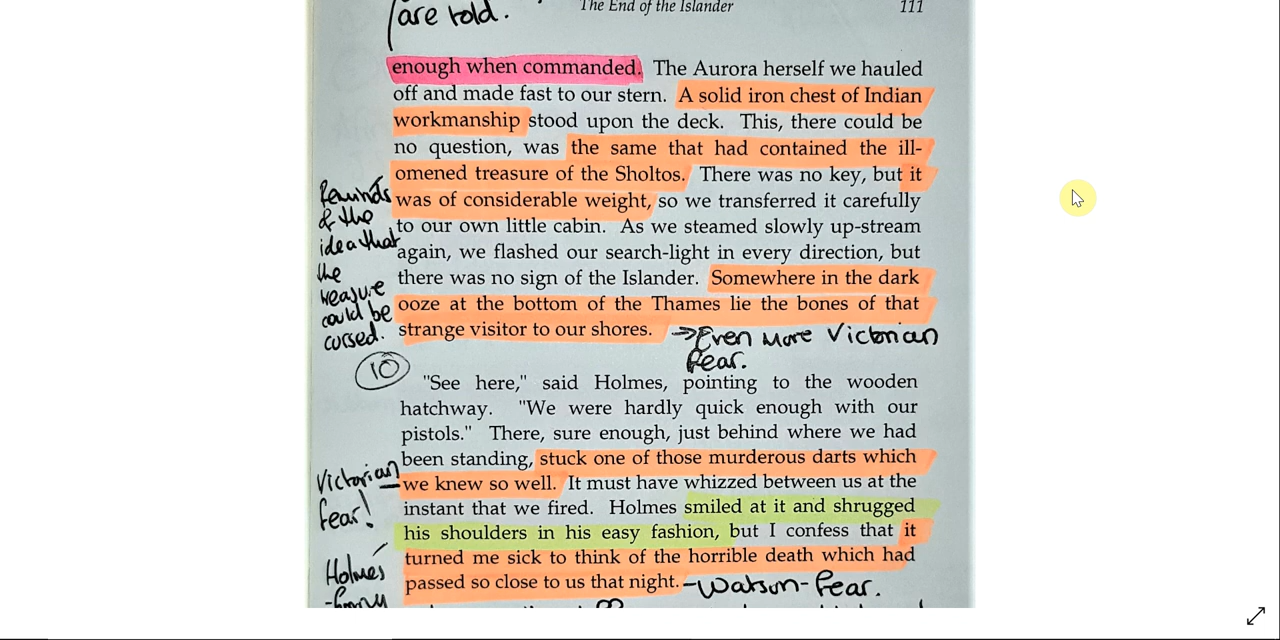 are told.
The End of the Islander 111
enough when commanded. The Aurora herself we hauled
off and made fast to our stern. A solid iron chest of Indian
workmanship stood upon the deck. This, there could be
no question, was the same that had contained the ill-
omened treasure of the Sholtos. There was no key, but it
was of considerable weight, so we transferred it carefully
to our own little cabin. As we steamed slowly up-stream
again, we flashed our search-light in every direction, but
there was no sign of the Islander. Somewhere in the dark
ooze at the bottom of the Thames lie the bones of that
strange visitor to our shores.
Reminds
of the
idea that
the
treasure
could be
cursed.
→Even More Victorian
fear.
10
"See here," said Holmes, pointing to the wooden
hatchway. "We were hardly quick enough with our
pistols." There, sure enough, just behind where we had
been standing, stuck one of those murderous darts which
we knew so well. It must have whizzed between us at the
instant that we fired. Holmes smiled at it and shrugged
his shoulders in his easy fashion, but I confess that it
turned me sick to think of the horrible death which had
passed so close to us that night.
-Watson-fear.
Victorian
fear!
Holmes